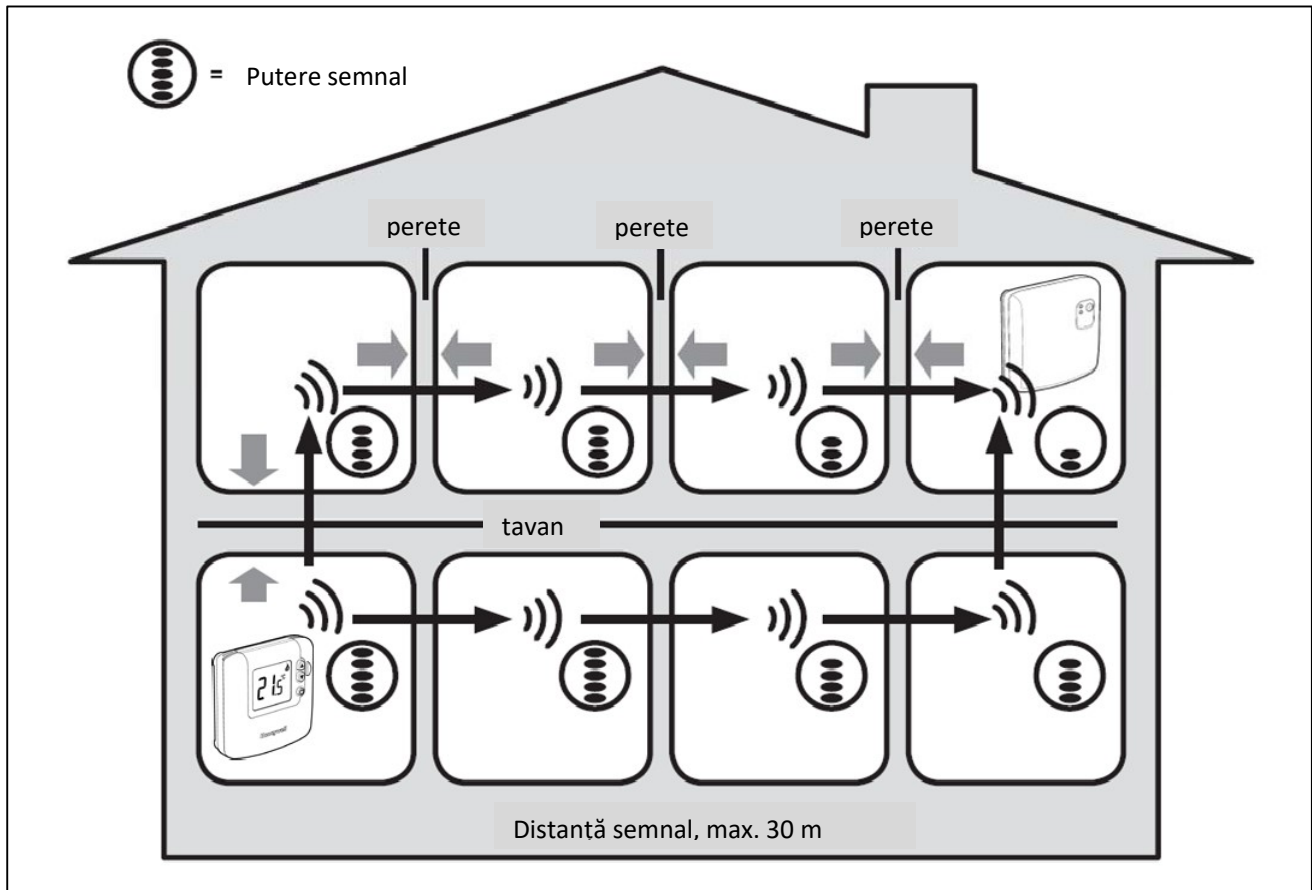 = Putere semnal
perete
perete
perete
tavan
21.5°
Honeywell
Distanță semnal, max. 30 m